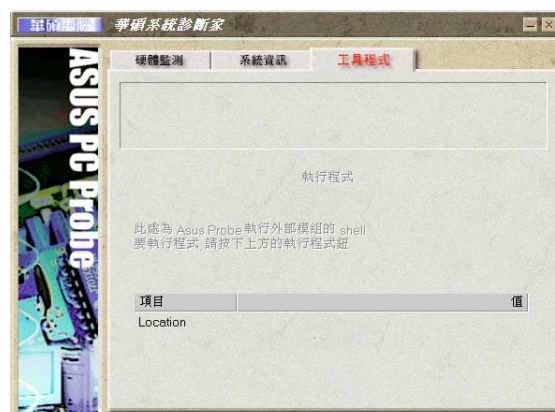 華碩電腦 華碩系統診斷家
ASUS PC Probe
硬體監測 系統資訊 工具程式
執行程式
此處為 Asus Probe 執行外部模組的 shell
要執行程式 請按下上方的執行程式鈕
項目 值
Location